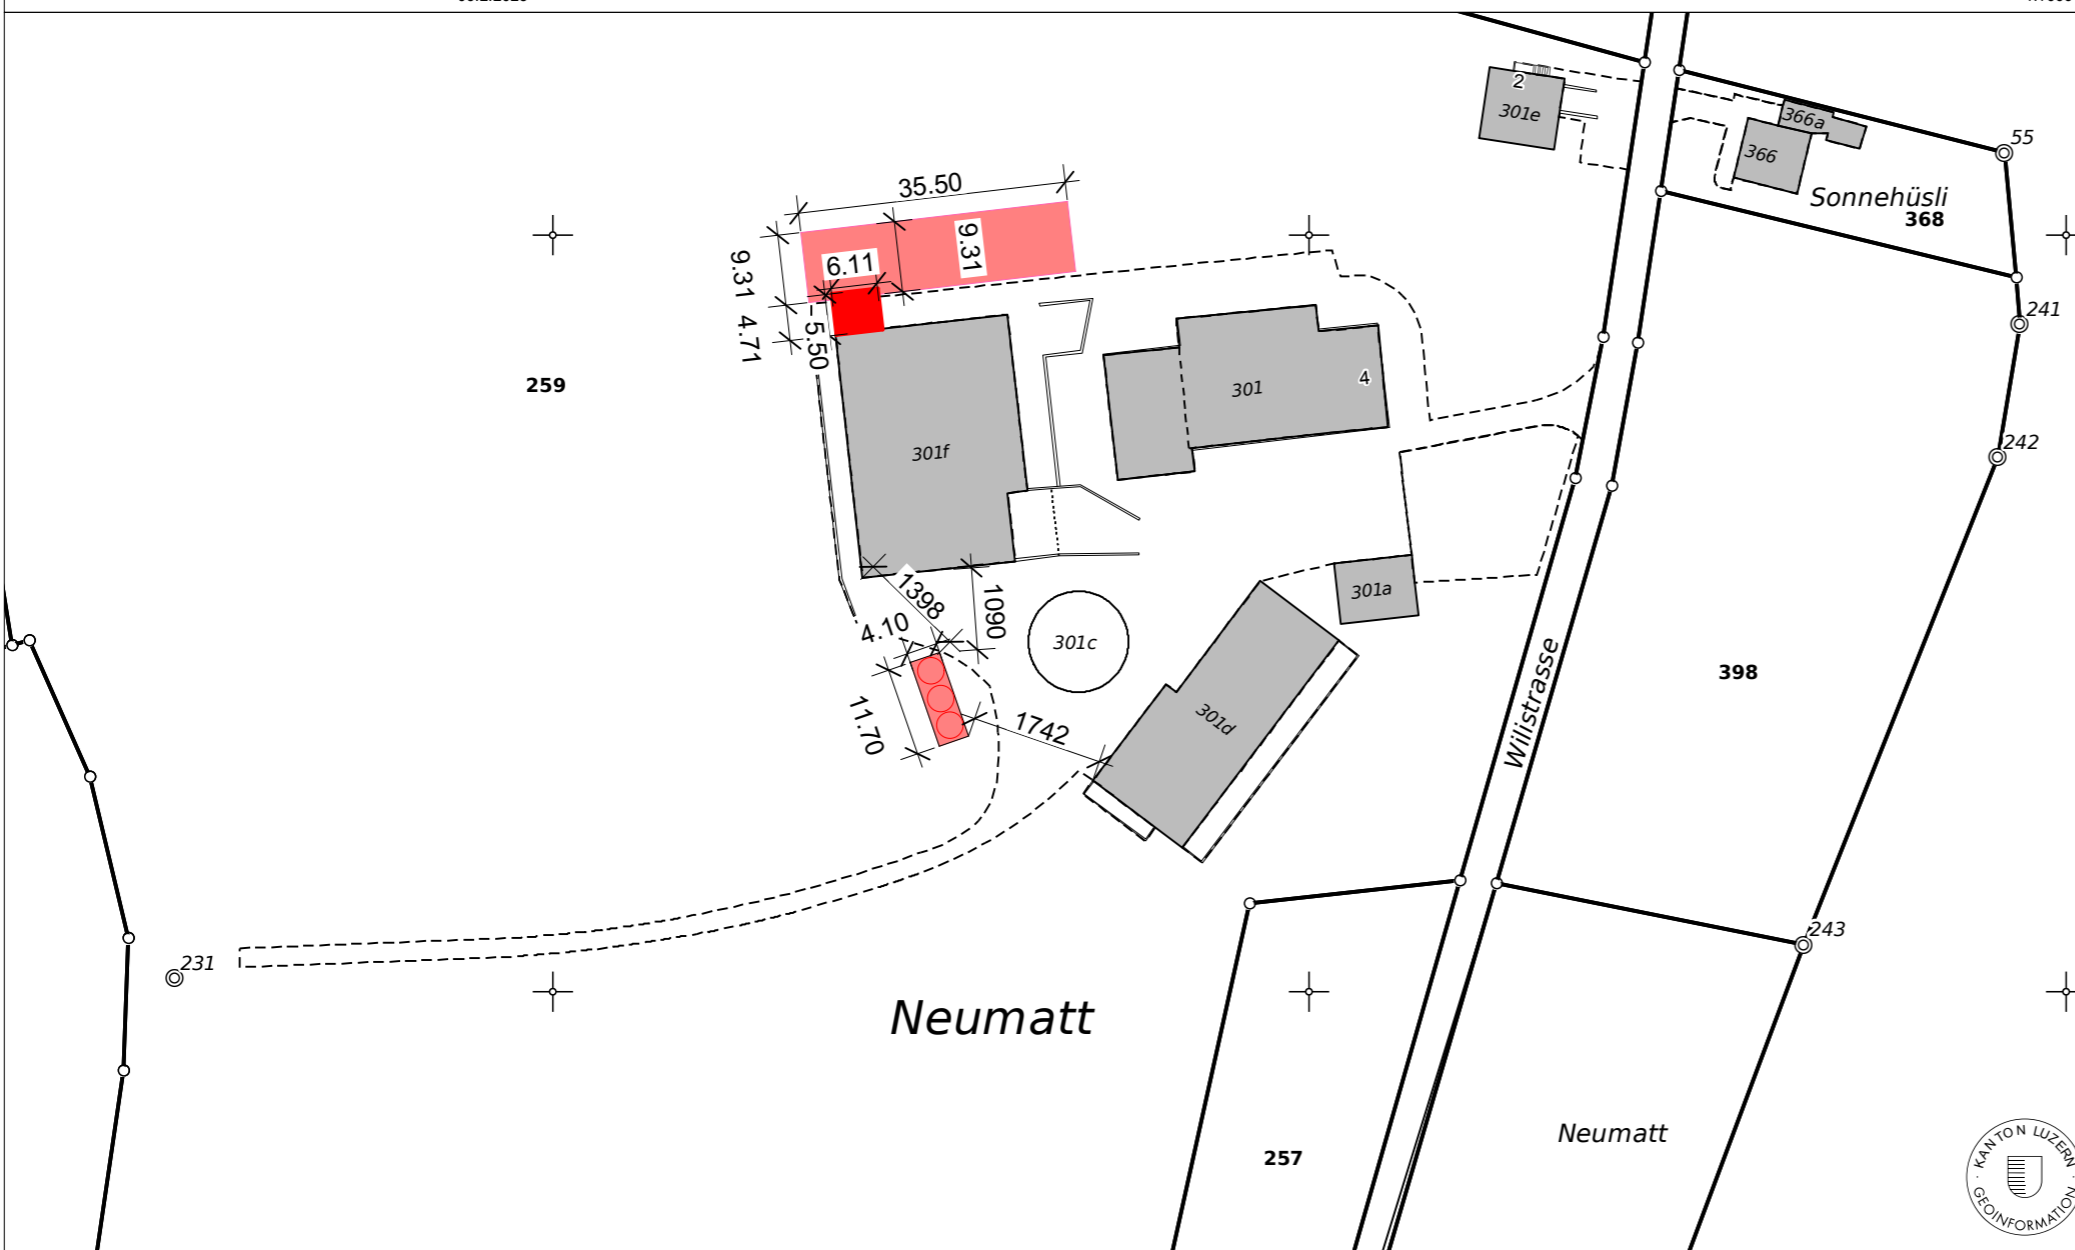 2
301e
366a
366
55
Sonnehüsli
368
35.50
9.31
6.11
9.31
4.71
5.50
241
259
301
4
242
301f
1398
1090
4.10
301a
301c
398
11.70
1742
301d
Wilistrasse
243
231
Neumatt
Neumatt
257
KANTON LUZERN
GEOINFORMATION